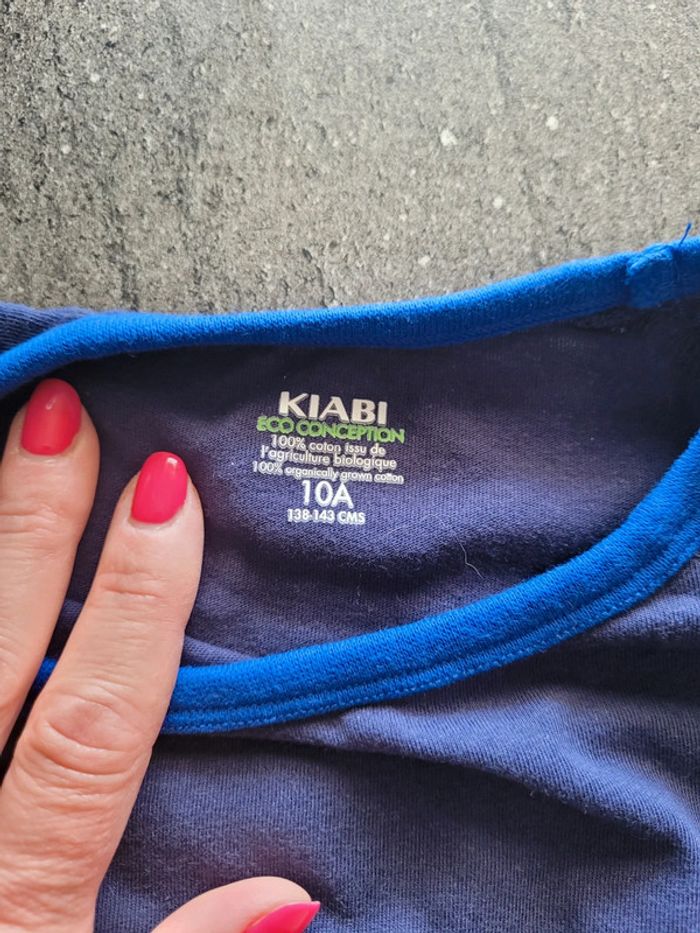 KIABI
ECO CONCEPTION
100% coton issu de
l'agriculture biologique
100% organically grown cotton
10A
138-143 CMS